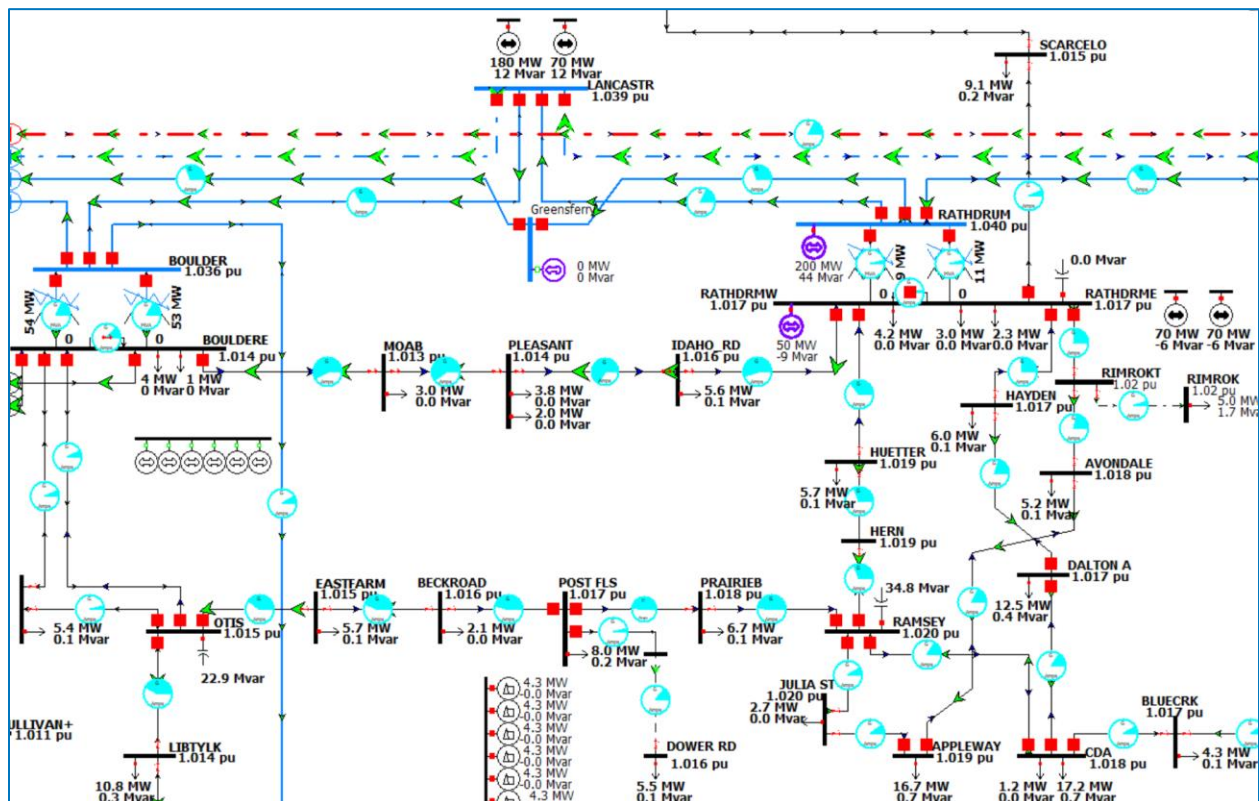 SCARCELO
1.015 pu
9.1 MW
0.2 Mvar
180 MW
12 Mvar
70 MW
12 Mvar
LANCASTR
1.039 pu
Greensferry
0 MW
0 Mvar
RATHDRUM
1.040 pu
200 MW
44 Mvar
9 MW
11 MW
0.0 Mvar
BOULDER
1.036 pu
54 MW
53 MW
0
0
BOULDERE
1.014 pu
4 MW
0 Mvar
1 MW
0 Mvar
RATHDRMW
1.017 pu
0
0
RATHDRME
1.017 pu
50 MW
-9 Mvar
4.2 MW
0.0 Mvar
3.0 MW
0.0 Mvar
2.3 MW
0.0 Mvar
70 MW
-6 Mvar
70 MW
-6 Mvar
MOAB
1.013 pu
3.0 MW
0.0 Mvar
PLEASANT
1.014 pu
3.8 MW
0.0 Mvar
2.0 MW
0.0 Mvar
IDAHO_RD
1.016 pu
5.6 MW
0.1 Mvar
RIMROKT
1.02 pu
RIMROK
1.02 pu
5.0 MW
1.7 Mva
HAYDEN
1.017 pu
6.0 MW
0.1 Mvar
HUETTER
1.019 pu
5.7 MW
0.1 Mvar
AVONDALE
1.018 pu
5.2 MW
0.1 Mvar
HERN
1.019 pu
DALTON A
1.017 pu
12.5 MW
0.4 Mvar
34.8 Mvar
RAMSEY
1.020 pu
5.4 MW
0.1 Mvar
OTIS
1.015 pu
22.9 Mvar
EASTFARM
1.015 pu
5.7 MW
0.1 Mvar
BECKROAD
1.016 pu
2.1 MW
0.0 Mvar
POST FLS
1.017 pu
8.0 MW
0.2 Mvar
PRAIRIEB
1.018 pu
6.7 MW
0.1 Mvar
JULIA ST
1.020 pu
2.7 MW
0.0 Mvar
ULLIVAN+
1.011 pu
LIBTYLK
1.014 pu
10.8 MW
0.3 Mvar
4.3 MW
-0.0 Mvar
4.3 MW
-0.0 Mvar
4.3 MW
-0.0 Mvar
4.3 MW
-0.0 Mvar
4.3 MW
-0.0 Mvar
4.3 MW
DOWER RD
1.016 pu
5.5 MW
0.1 Mvar
APPLEWAY
1.019 pu
16.7 MW
0.7 Mvar
CDA
1.018 pu
1.2 MW
0.0 Mvar
17.2 MW
0.7 Mvar
BLUECRK
1.017 pu
4.3 MW
0.1 Mvar